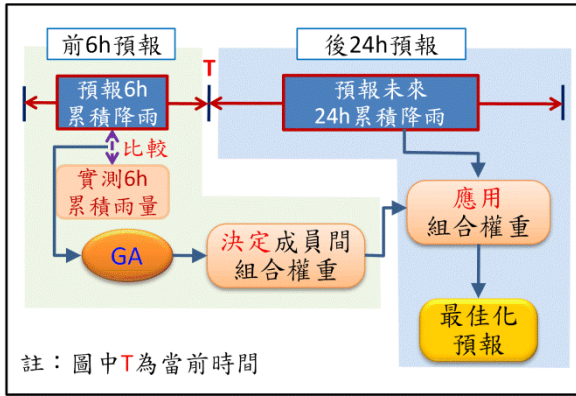 前6h預報
後24h預報
T
預報6h
累積降雨
預報未來
24h累積降雨
比較
實測6h
累積雨量
應用
組合權重
GA
決定成員間
組合權重
最佳化
預報
註：圖中T為當前時間